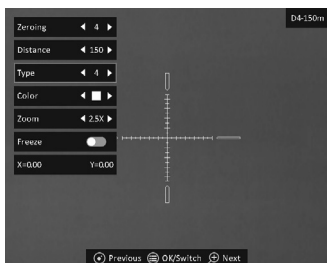 D4-150m
Zeroing 4
Distance 150
Type 4
Color
Zoom 2.5X
Freeze
X=0.00 Y=0.00
Previous OK/Switch Next